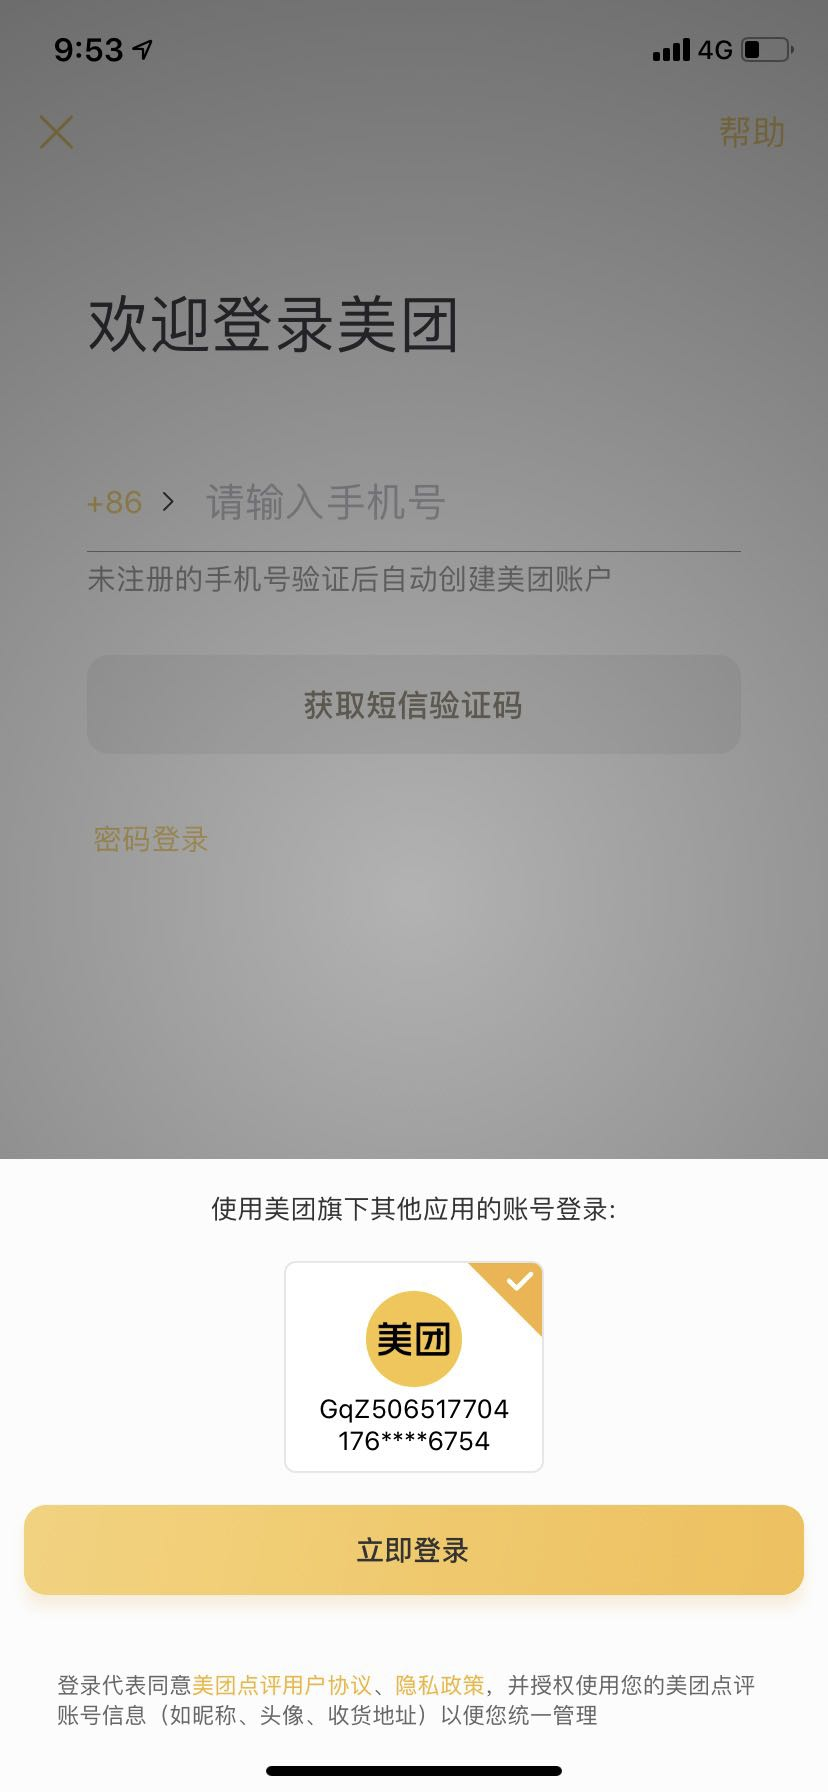 9:53
4G
帮助
欢迎登录美团
+86
请输入手机号
未注册的手机号验证后自动创建美团账户
获取短信验证码
密码登录
使用美团旗下其他应用的账号登录:
美团
GqZ506517704
176****6754
立即登录
登录代表同意美团点评用户协议、隐私政策，并授权使用您的美团点评
账号信息（如昵称、头像、收货地址）以便您统一管理